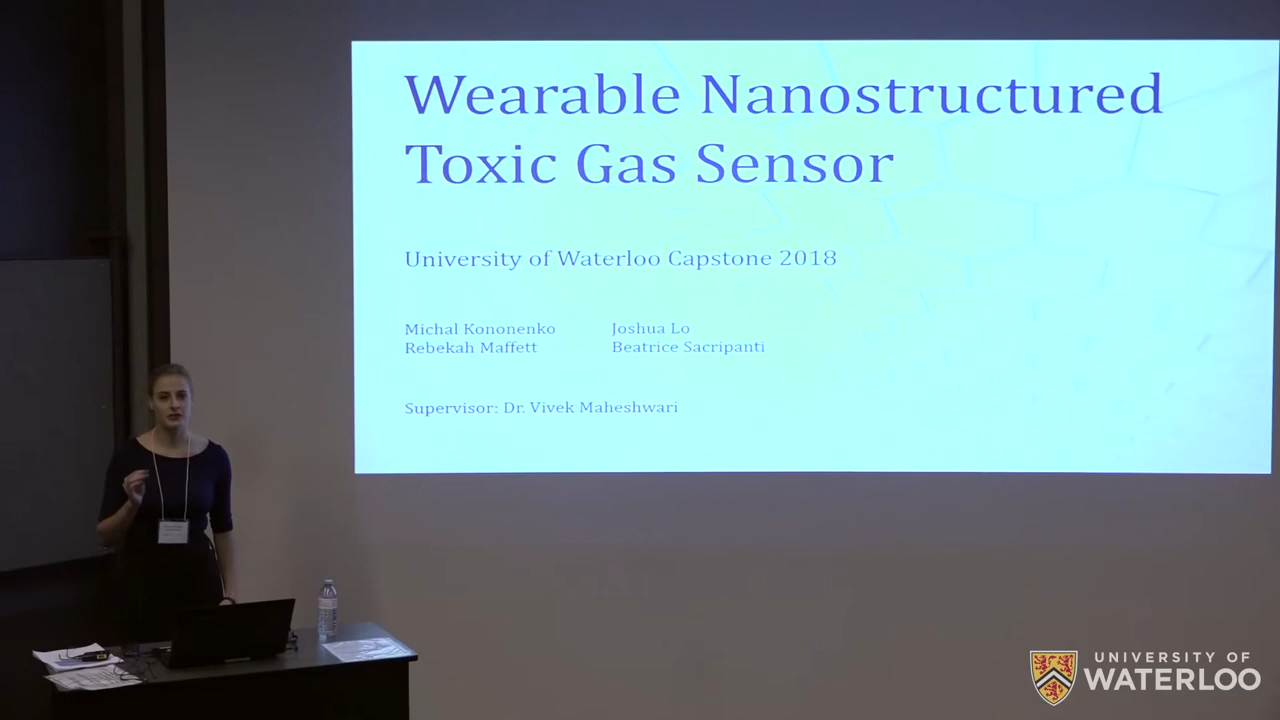 Wearable Nanostructured
Toxic Gas Sensor
University of Waterloo Capstone 2018
Michal Kononenko Joshua Lo
Rebekah Maffett Beatrice Sacripanti
Supervisor: Dr. Vivek Maheshwari
UNIVERSITY OF
WATERLOO